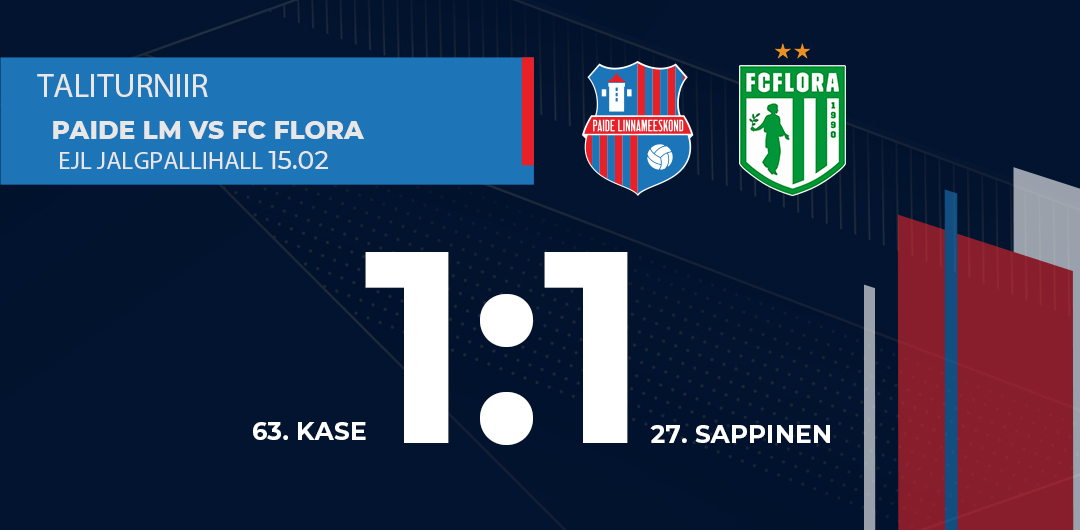 TALITURNIIR
PAIDE LM VS FC FLORA
EJL JALGPALLIHALL 15.02
PAIDE LINNAMEESKOND
FCFLORA
1990
1:1
63. KASE
27. SAPPINEN